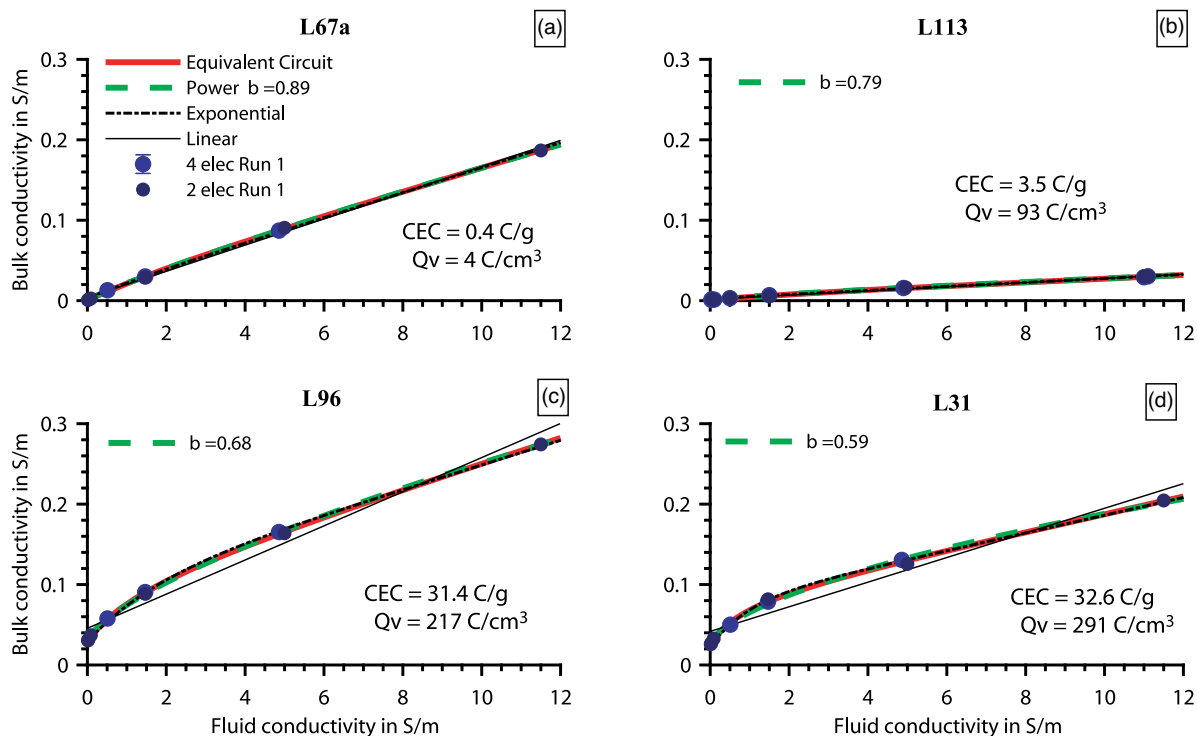 L67a
(a)
Bulk conductivity in S/m
0.3
0.2
0.1
0
Equivalent Circuit
Power b =0.89
Exponential
Linear
4 elec Run 1
2 elec Run 1
CEC = 0.4 C/g
Qv = 4 C/cm³
0 2 4 6 8 10 12
L113
(b)
0.3
0.2
0.1
0
b =0.79
CEC = 3.5 C/g
Qv = 93 C/cm³
0 2 4 6 8 10 12
L96
(c)
Bulk conductivity in S/m
0.3
0.2
0.1
0
b =0.68
CEC = 31.4 C/g
Qv = 217 C/cm³
0 2 4 6 8 10 12
Fluid conductivity in S/m
L31
(d)
0.3
0.2
0.1
0
b =0.59
CEC = 32.6 C/g
Qv = 291 C/cm³
0 2 4 6 8 10 12
Fluid conductivity in S/m